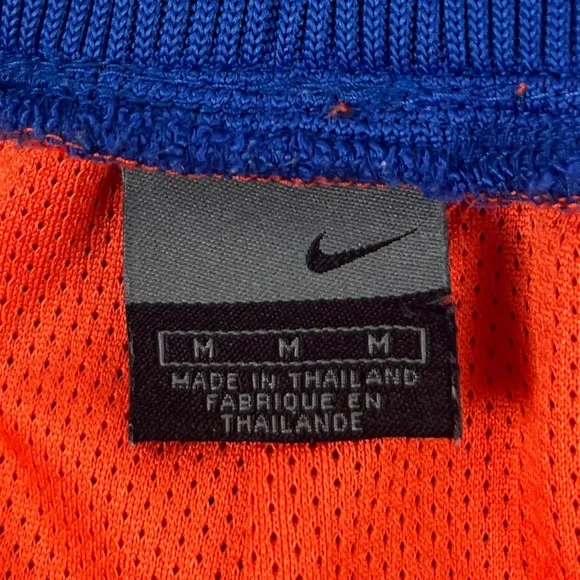 M M M
MADE IN THAILAND
FABRIQUE EN
THAILANDE